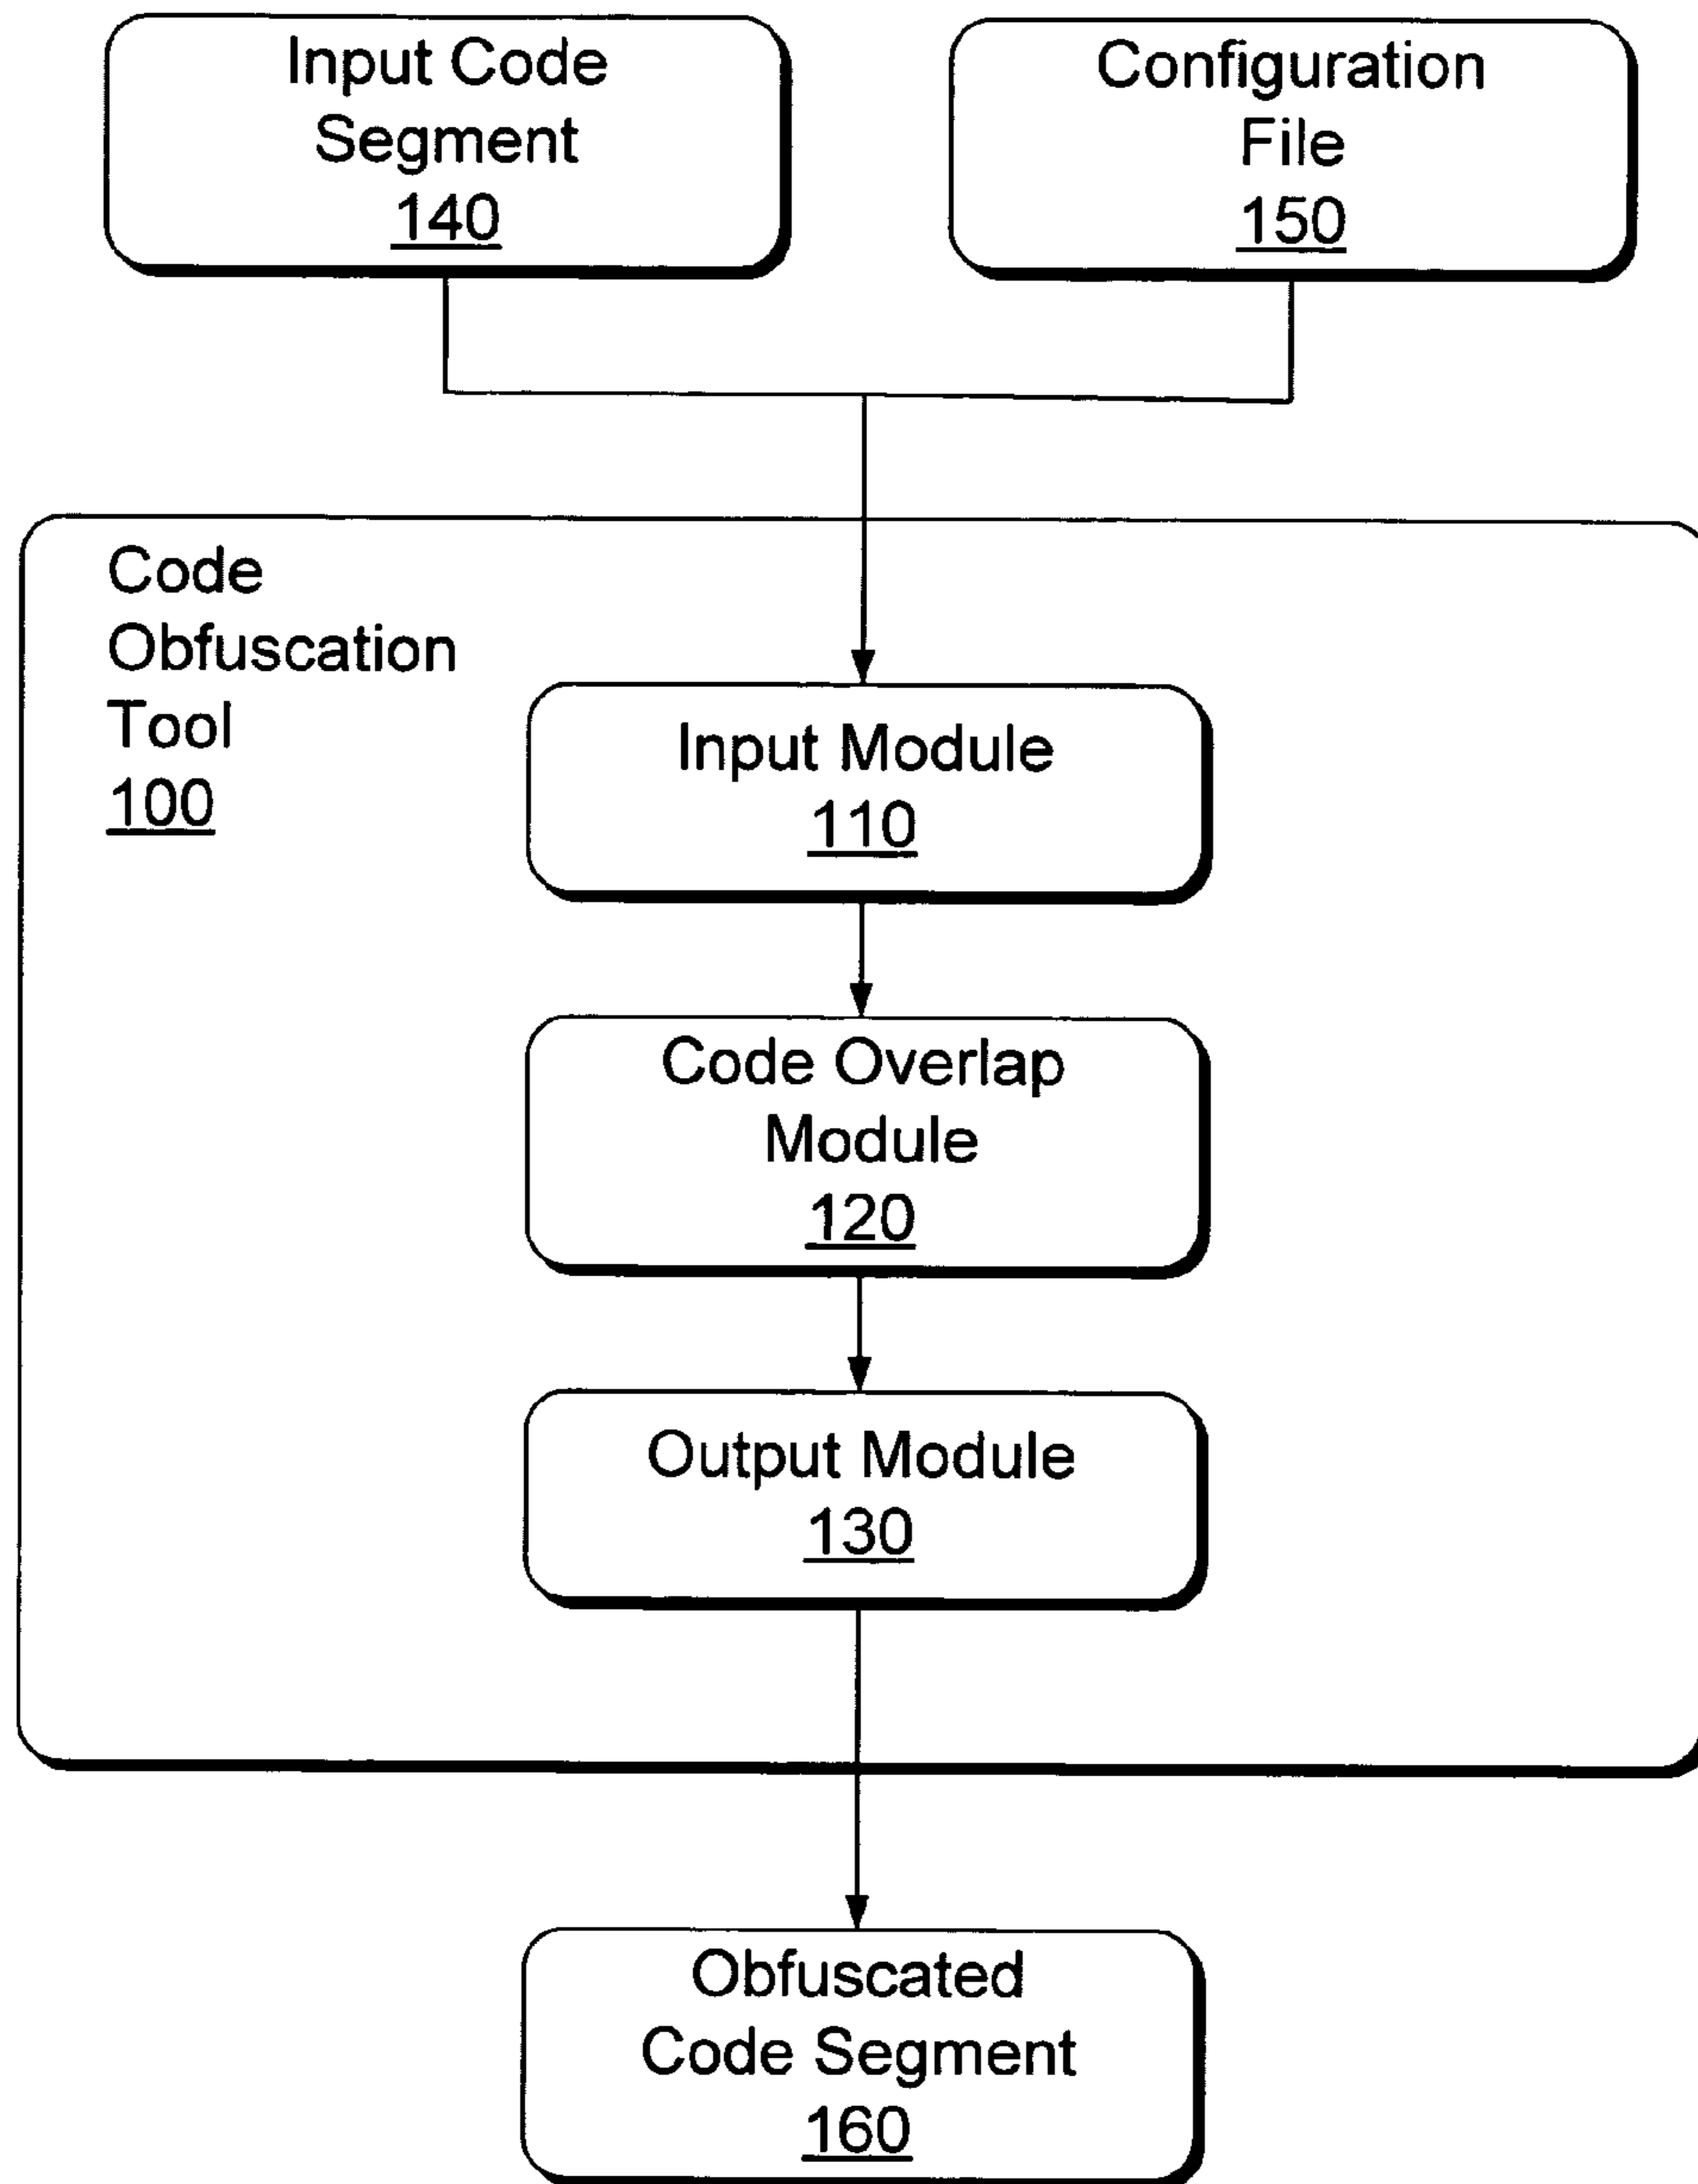 Input Code
Segment
140
Configuration
File
150
Code
Obfuscation
Tool
100
Input Module
110
Code Overlap
Module
120
Output Module
130
Obfuscated
Code Segment
160